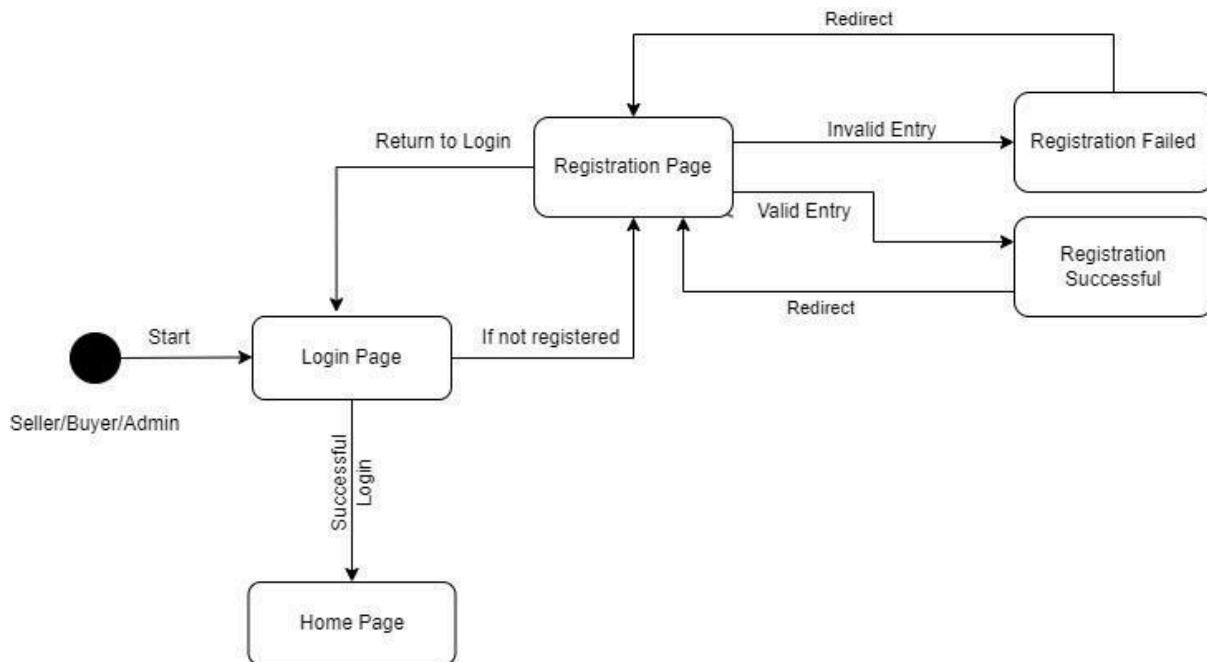 Redirect
Registration Failed
Invalid Entry
Return to Login
Registration Page
Valid Entry
Registration
Successful
Redirect
Start
Login Page
If not registered
Seller/Buyer/Admin
Successful
Login
Home Page